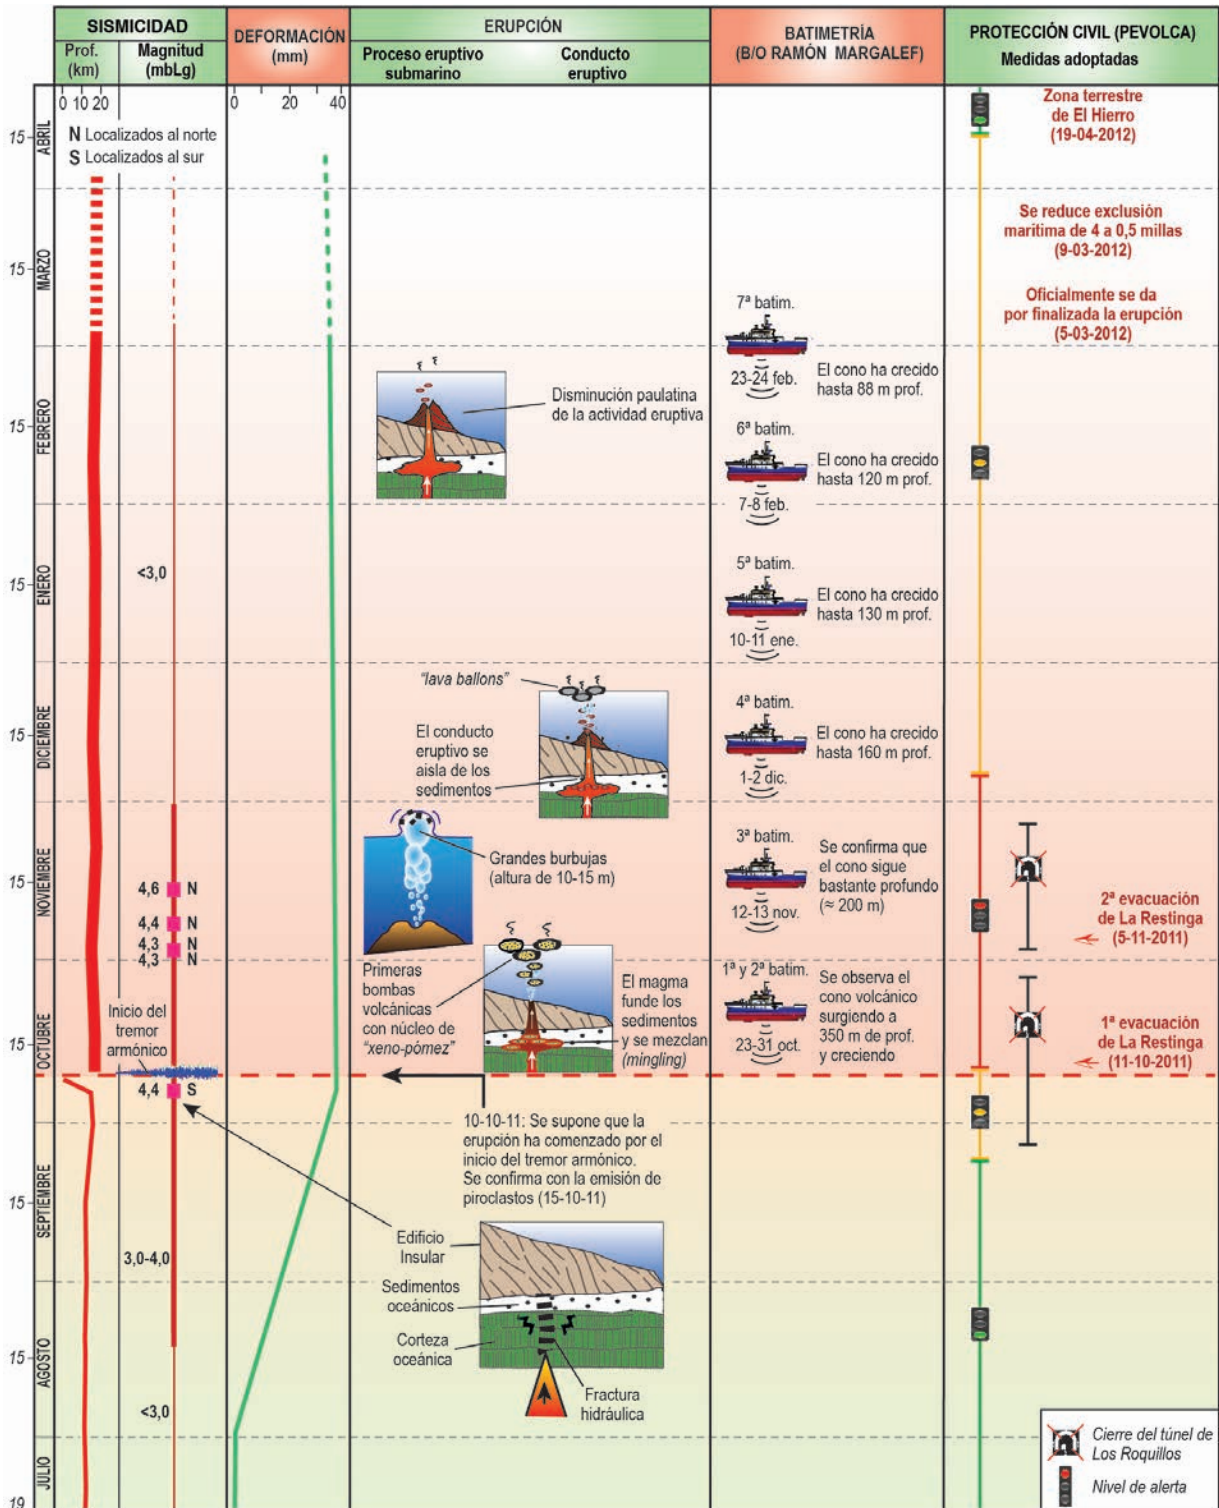 SISMICIDAD
Prof.
(km)
Magnitud
(mbLg)
DEFORMACIÓN
(mm)
ERUPCIÓN
Proceso eruptivo
submarino
Conducto
eruptivo
BATIMETRÍA
(B/O RAMÓN MARGALEF)
PROTECCIÓN CIVIL (PEVOLCA)
Medidas adoptadas
0 10 20
0 20 40
N Localizados al norte
S Localizados al sur
15
ABRIL
Zona terrestre
de El Hierro
(19-04-2012)
15
MARZO
Se reduce exclusión
marítima de 4 a 0,5 millas
(9-03-2012)
Oficialmente se da
por finalizada la erupción
(5-03-2012)
7ª batim.
23-24 feb.
El cono ha crecido
hasta 88 m prof.
15
FEBRERO
Disminución paulatina
de la actividad eruptiva
6ª batim.
7-8 feb.
El cono ha crecido
hasta 120 m prof.
15
ENERO
<3,0
5ª batim.
10-11 ene.
El cono ha crecido
hasta 130 m prof.
15
DICIEMBRE
"lava ballons"
El conducto
eruptivo se
aisla de los
sedimentos
4ª batim.
1-2 dic.
El cono ha crecido
hasta 160 m prof.
15
NOVIEMBRE
4,6 N
4,4 N
4,3 N
4,3 N
Grandes burbujas
(altura de 10-15 m)
3ª batim.
12-13 nov.
Se confirma que
el cono sigue
bastante profundo
(≈ 200 m)
2ª evacuación
de La Restinga
(5-11-2011)
15
OCTUBRE
Inicio del
tremor
armónico
4,4 S
Primeras
bombas
volcánicas
con núcleo de
"xeno-pómez"
El magma
funde los
sedimentos
y se mezclan
(mingling)
1ª y 2ª batim.
23-31 oct.
Se observa el
cono volcánico
surgiendo a
350 m de prof.
y creciendo
1ª evacuación
de La Restinga
(11-10-2011)
10-10-11: Se supone que la
erupción ha comenzado por el
inicio del tremor armónico.
Se confirma con la emisión de
piroclastos (15-10-11)
15
SEPTIEMBRE
3,0-4,0
Edificio
Insular
Sedimentos
oceánicos
Corteza
oceánica
Fractura
hidráulica
15
AGOSTO
<3,0
19
JULIO
Cierre del túnel de
Los Roquillos
Nivel de alerta